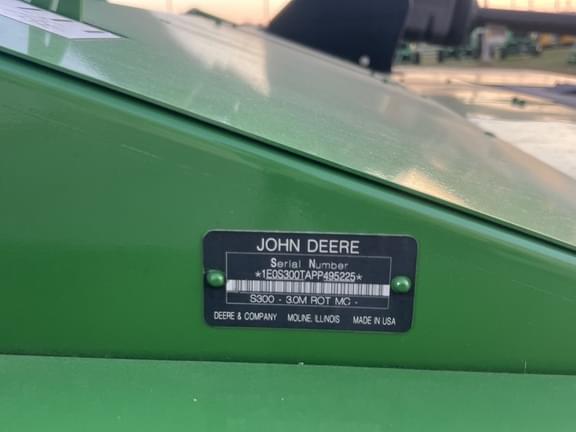 JOHN DEERE
Serial Number
*1E0S300TAPP495225*
S300 - 3.0M ROT MC -
DEERE & COMPANY MOLINE, ILLINOIS MADE IN USA